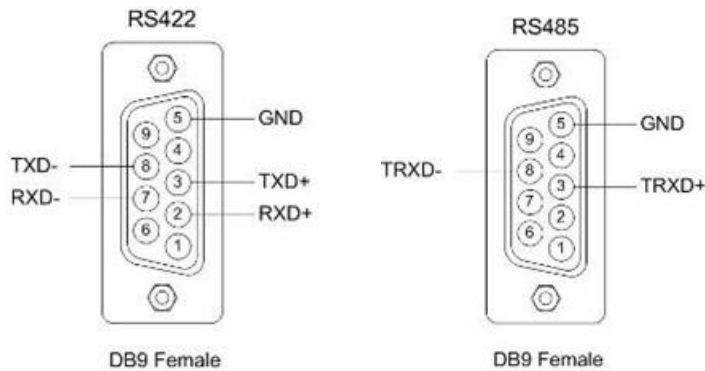 RS422
5
GND
9
4
TXD-
8
3
TXD+
RXD-
7
2
RXD+
6
1
DB9 Female
RS485
5
GND
9
4
TRXD-
8
3
TRXD+
7
2
6
1
DB9 Female